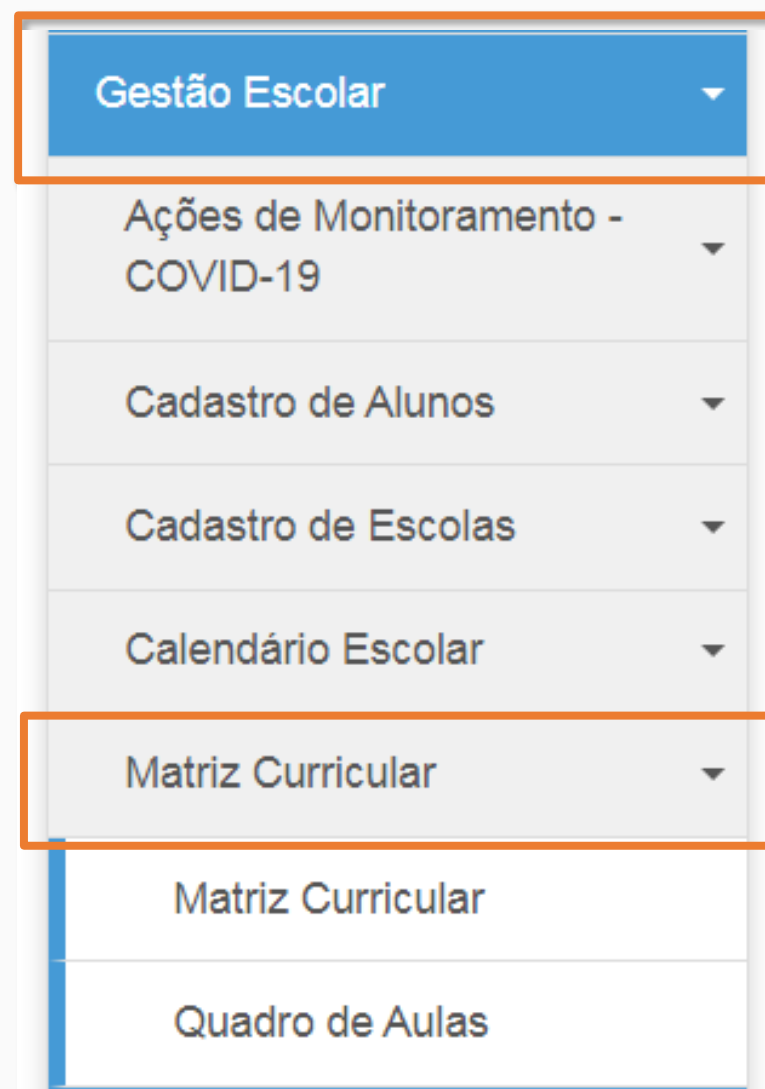 Gestão Escolar
Ações de Monitoramento -
COVID-19
Cadastro de Alunos
Cadastro de Escolas
Calendário Escolar
Matriz Curricular
Matriz Curricular
Quadro de Aulas